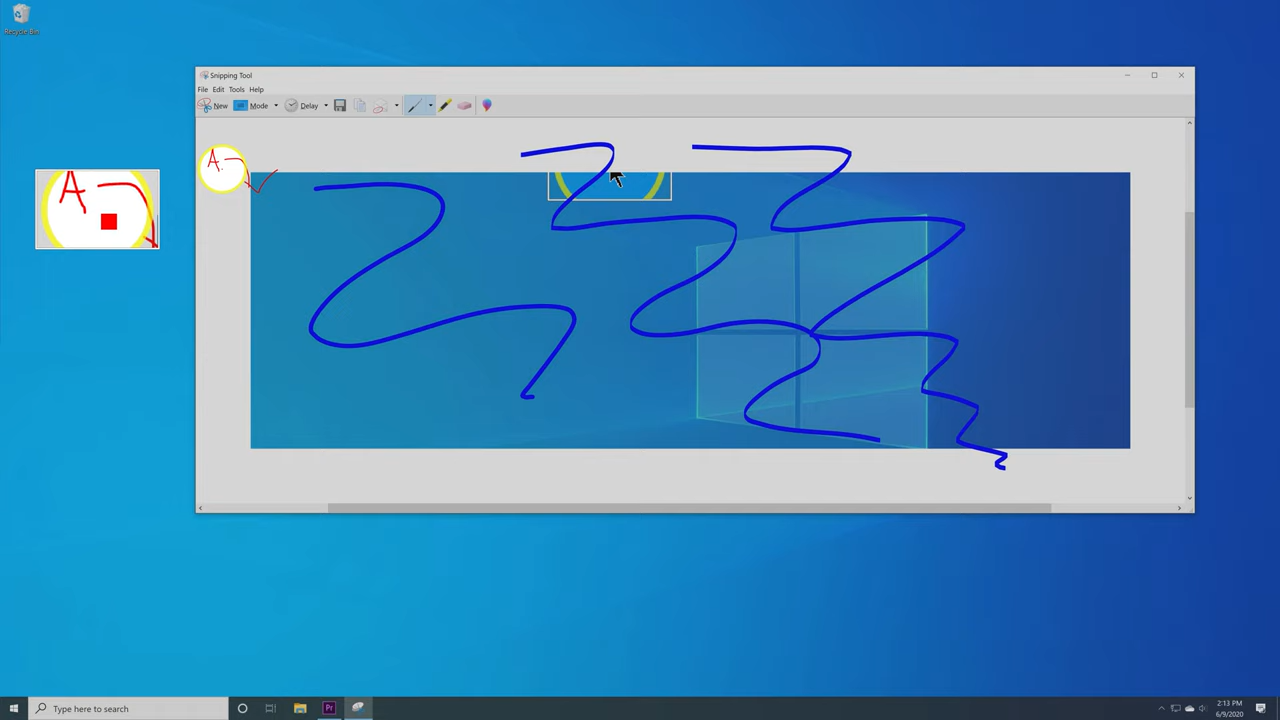 Recycle Bin
Snipping Tool
File Edit Tools Help
New Mode Delay
A
A
Pr
Type here to search
2:13 PM
6/9/2020